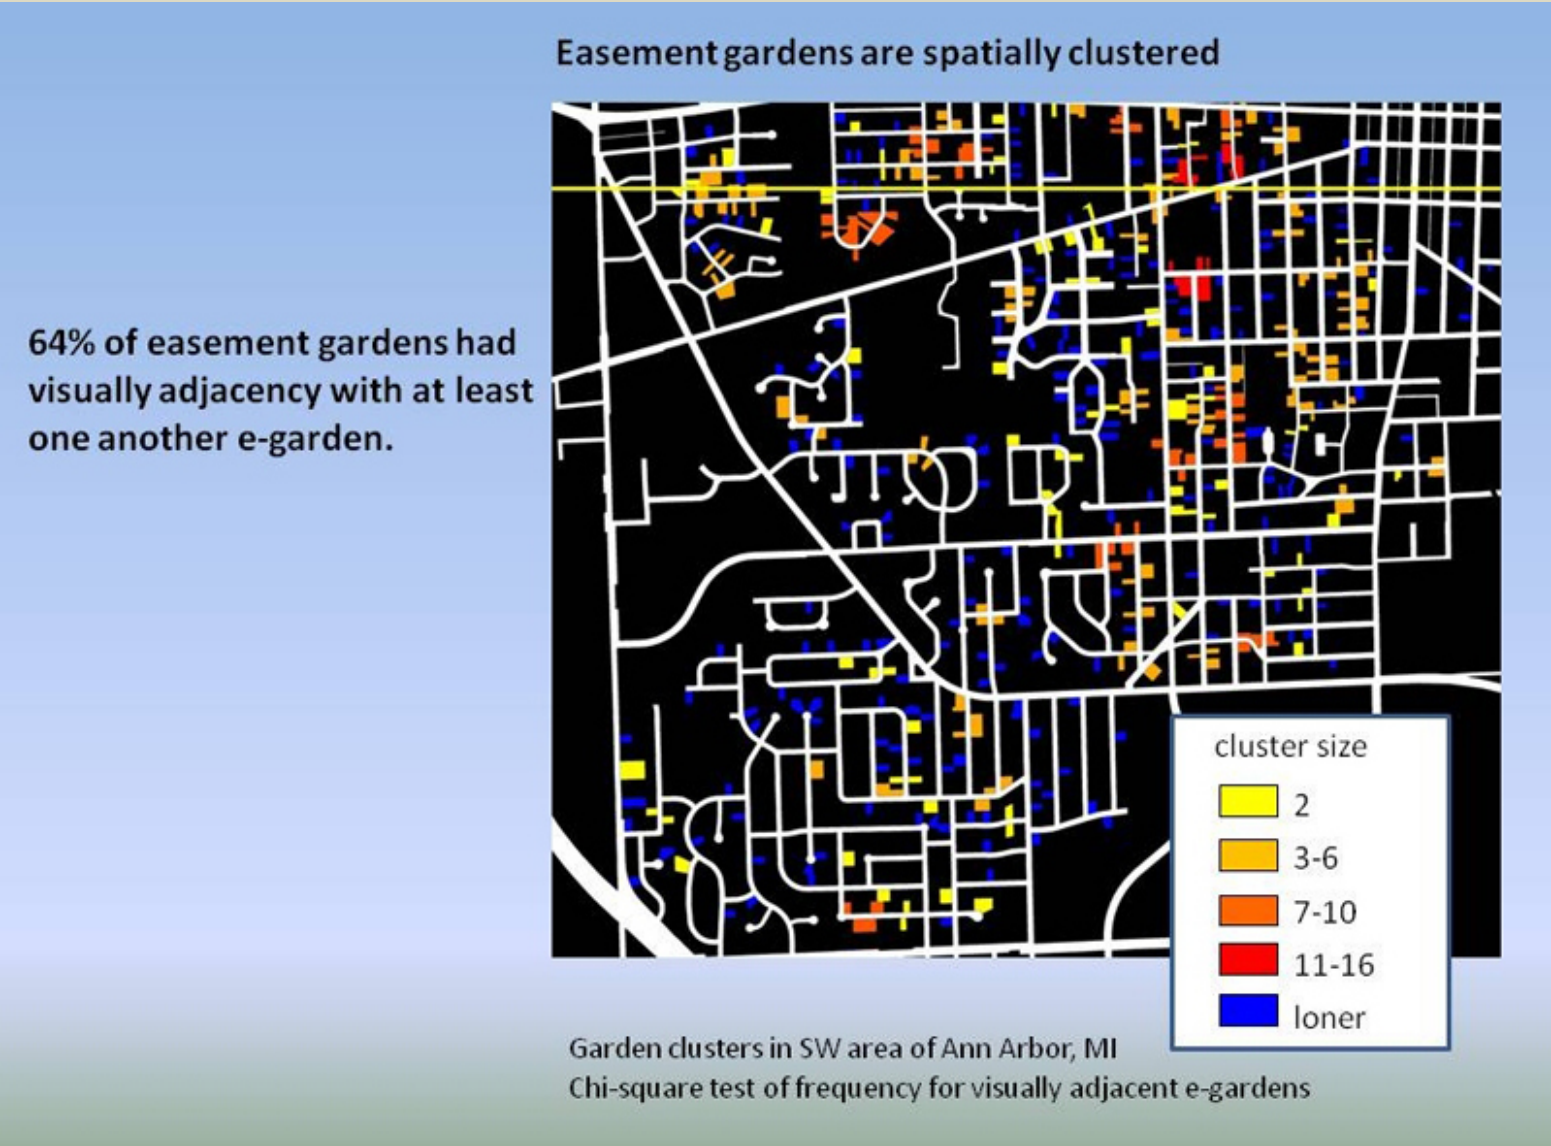 Easement gardens are spatially clustered
64% of easement gardens had
visually adjacency with at least
one another e-garden.
cluster size
2
3-6
7-10
11-16
loner
Garden clusters in SW area of Ann Arbor, MI
Chi-square test of frequency for visually adjacent e-gardens